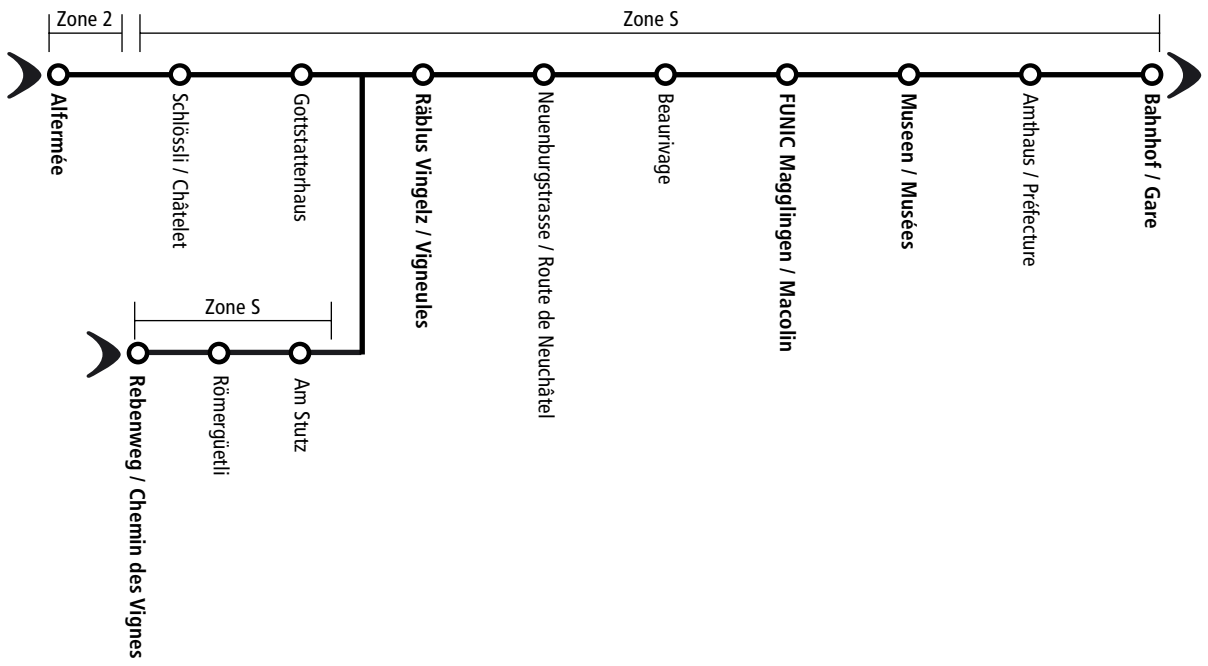 Zone 2
Zone S
Alfermée
Schlössli / Châtelet
Gottstatterhaus
Räblus Vingelz / Vigneules
Neuenburgstrasse / Route de Neuchâtel
Beaurivage
FUNIC Magglingen / Macolin
Museen / Musées
Amthaus / Préfecture
Bahnhof / Gare
Zone S
Rebenweg / Chemin des Vignes
Römergüetli
Am Stutz